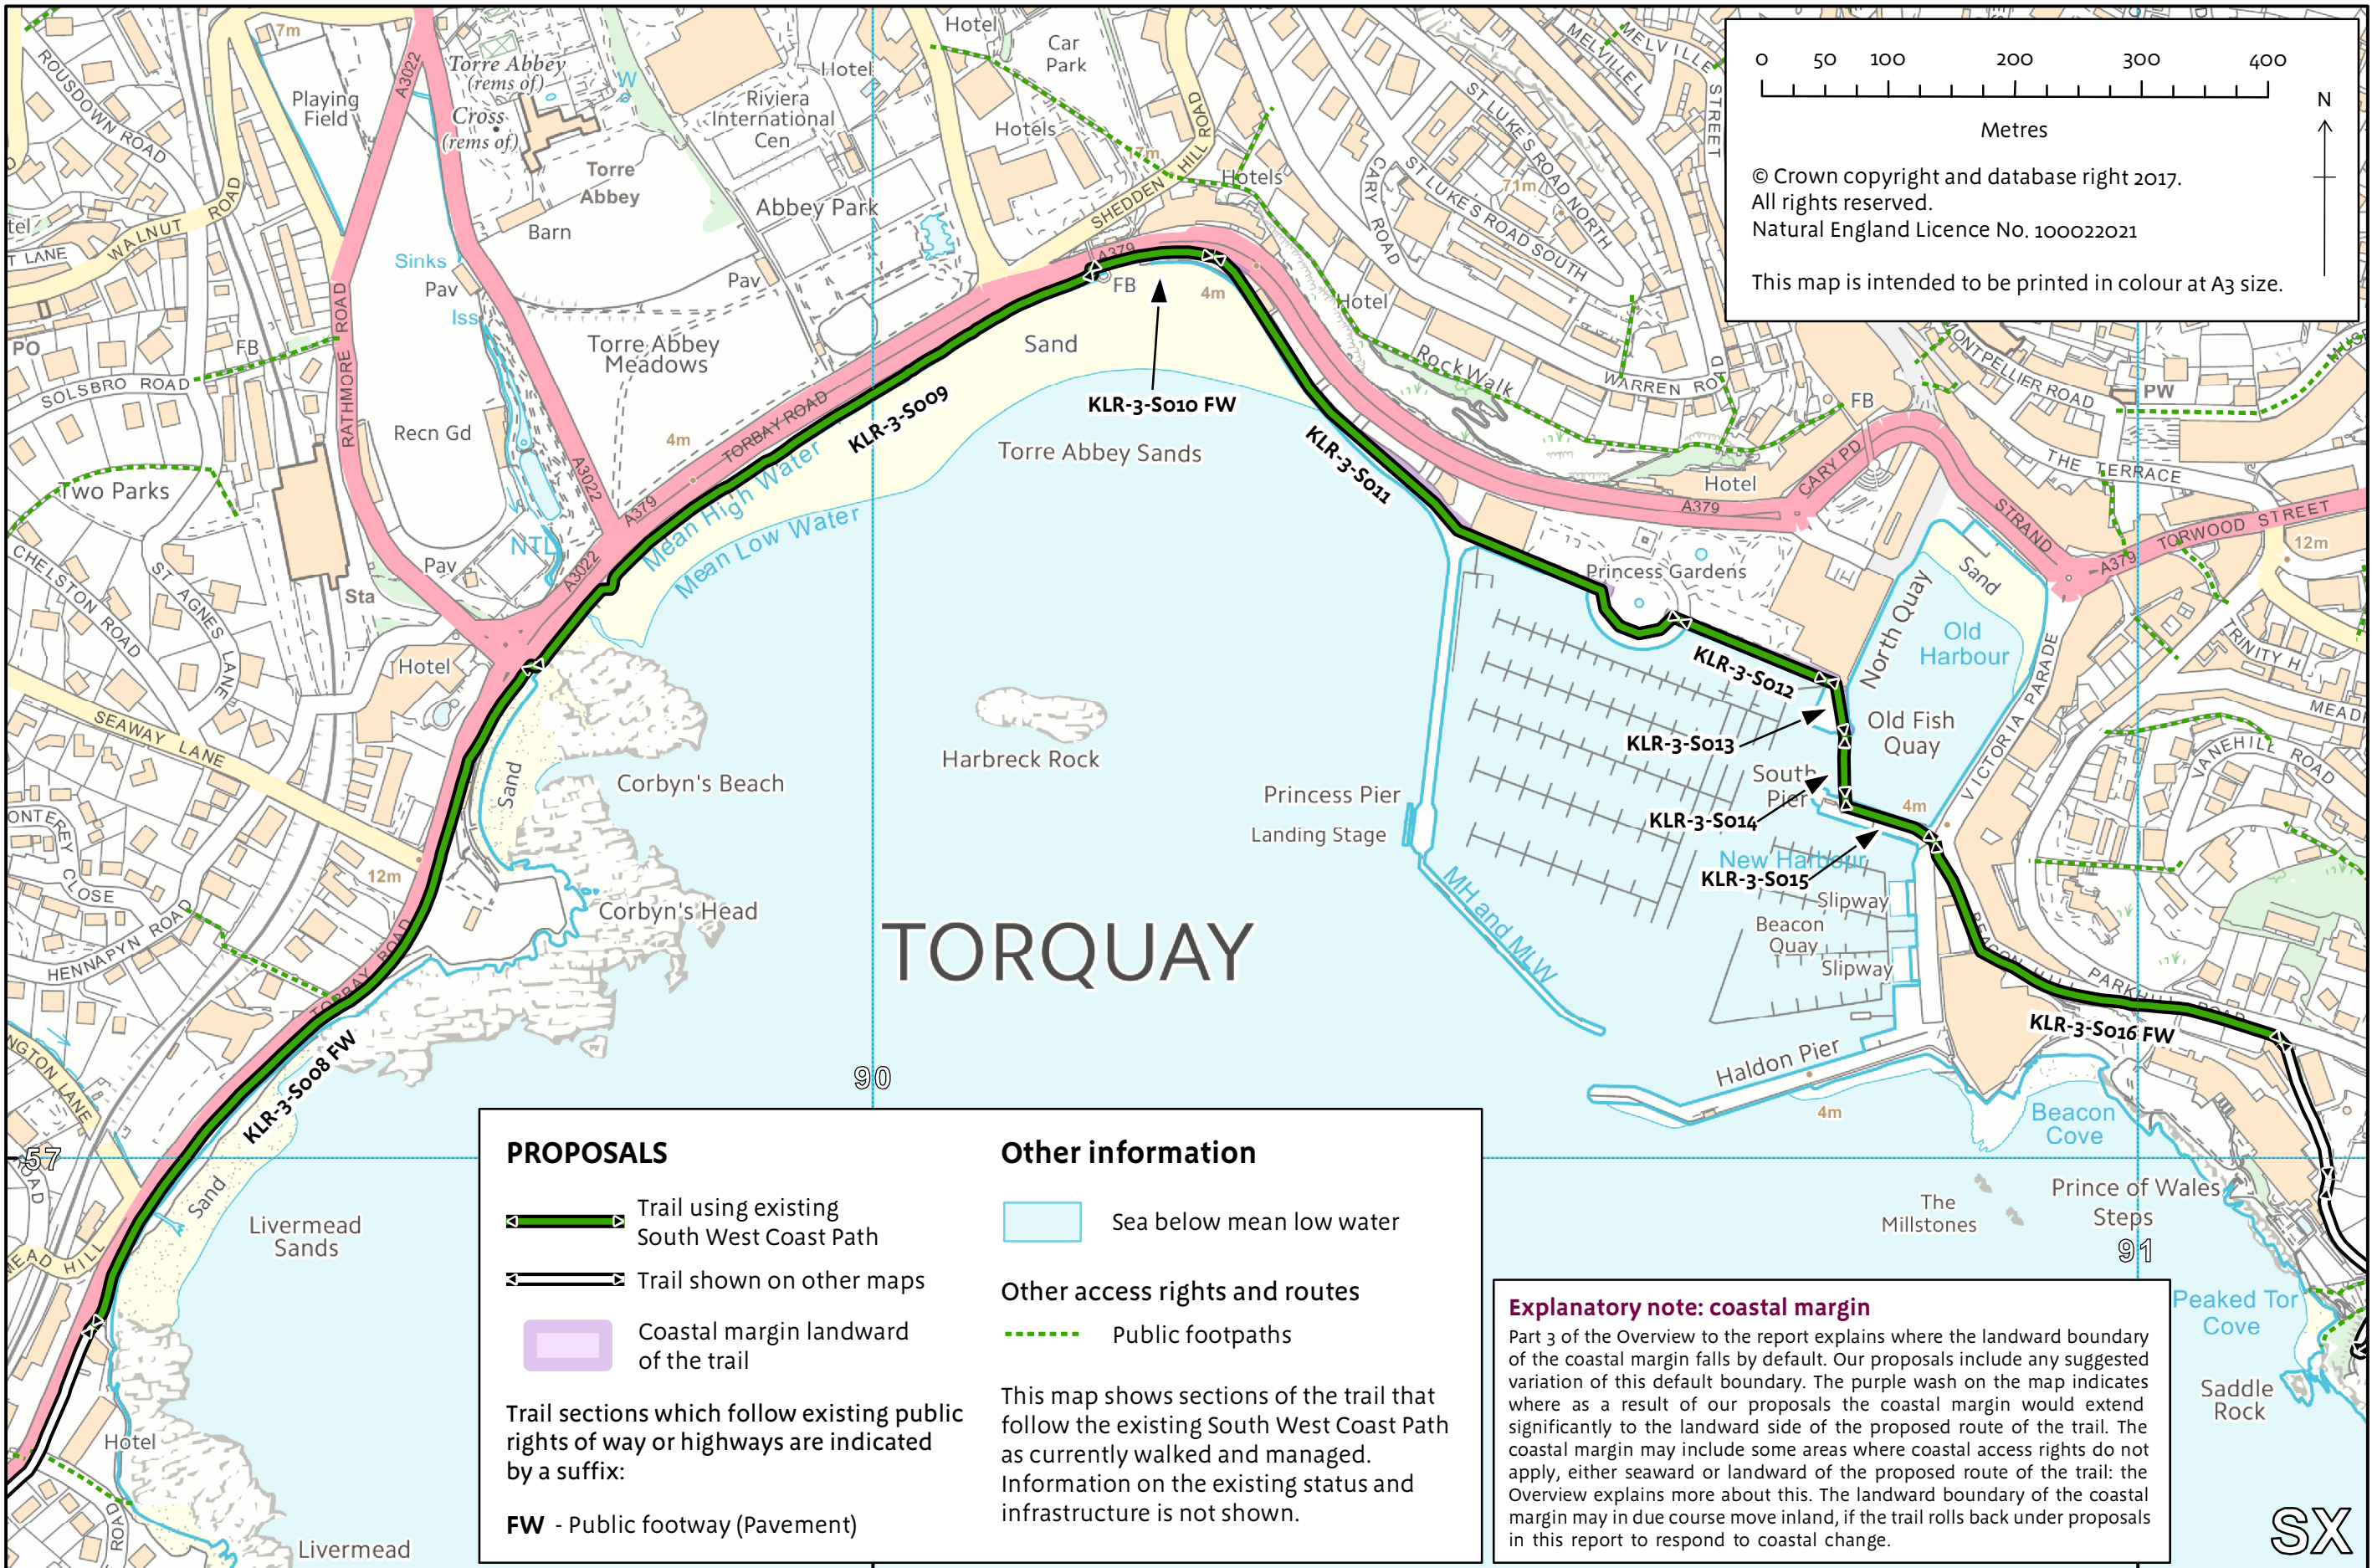 Hotel
7m
Car
Park
MELVILLE
MELVILLE
STREET
ROUSDOWN ROAD
A3022
Torre Abbey
(rems of)
W
Hotel
Playing
Field
Cross
(rems of)
Riviera
International
Cen
Hotels
ROAD
ST LUKE'S ROAD NORTH
17m
Torre
Abbey
HILL
Hotels
CARY ROAD
ST LUKE'S ROAD SOUTH
71m
SHEDDEN
Abbey Park
tel
WALNUT ROAD
Barn
T LANE
Sinks
Pav
Pav
A379
FB
4m
Hotel
Iss
PO
FB
RATHMORE ROAD
Torre Abbey
Meadows
Sand
SOLSBRO ROAD
Rock Walk
WARREN ROA
MONTPELLIER ROAD
PW
KLR-3-S009
KLR-3-S010 FW
FB
Recn Gd
4m
TORBAY ROAD
Torre Abbey Sands
KLR-3-S011
CARY PD
THE TERRACE
Hotel
A379
STRAND
TORWOOD STREET
Two Parks
A3022
A379
Mean High Water
Mean Low Water
NTL
12m
CHELSTON ROAD
ST AGNES LANE
Pav
A3022
Princess Gardens
North Quay
Sand
A379
Sta
Old
Harbour
TRINITY H
Hotel
KLR-3-S012
VICTORIA PARADE
SEAWAY LANE
Harbreck Rock
KLR-3-S013
Old Fish
Quay
MEADF
VANEHILL ROAD
Sand
Corbyn's Beach
South
Pier
Princess Pier
Landing Stage
KLR-3-S014
4m
ONTEREY
CLOSE
12m
New Harbour
KLR-3-S015
MH and MLW
Slipway
HENNAPYN ROAD
Corbyn's Head
TORQUAY
Beacon
Quay
Slipway
TORBAY ROAD
BEACON HILL
PARKHILL ROAD
KLR-3-S016 FW
NGTON LANE
KLR-3-S008 FW
Haldon Pier
90
4m
Beacon
Cove
57
ROAD
Sand
Livermead
Sands
EAD HILL
The
Millstones
Prince of Wales
Steps
91
Peaked Tor
Cove
Saddle
Rock
Hotel
ROAD
Livermead
SX
0 50 100 200 300 400
Metres
N
© Crown copyright and database right 2017.
All rights reserved.
Natural England Licence No. 100022021
This map is intended to be printed in colour at A3 size.
PROPOSALS
Trail using existing
South West Coast Path
Trail shown on other maps
Coastal margin landward
of the trail
Trail sections which follow existing public
rights of way or highways are indicated
by a suffix:
FW - Public footway (Pavement)
Other information
Sea below mean low water
Other access rights and routes
Public footpaths
This map shows sections of the trail that
follow the existing South West Coast Path
as currently walked and managed.
Information on the existing status and
infrastructure is not shown.
Explanatory note: coastal margin
Part 3 of the Overview to the report explains where the landward boundary
of the coastal margin falls by default. Our proposals include any suggested
variation of this default boundary. The purple wash on the map indicates
where as a result of our proposals the coastal margin would extend
significantly to the landward side of the proposed route of the trail. The
coastal margin may include some areas where coastal access rights do not
apply, either seaward or landward of the proposed route of the trail: the
Overview explains more about this. The landward boundary of the coastal
margin may in due course move inland, if the trail rolls back under proposals
in this report to respond to coastal change.